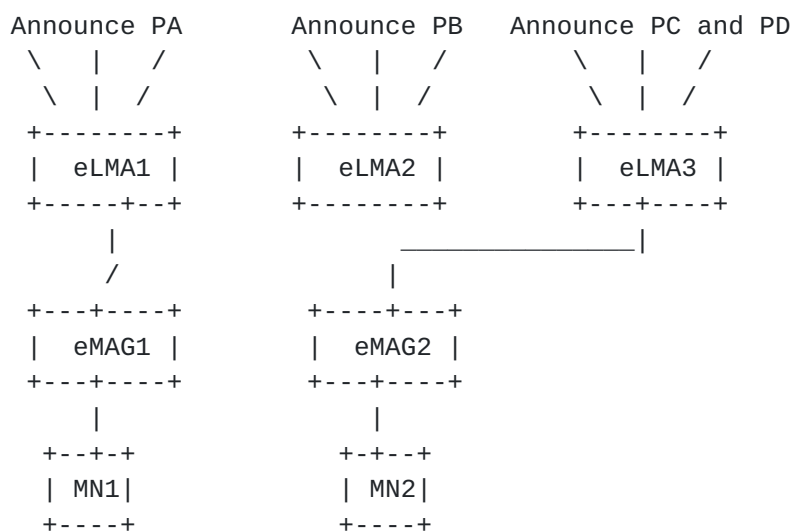 Announce PA Announce PB Announce PC and PD
eLMA1 eLMA2 eLMA3
eMAG1 eMAG2
MN1 MN2